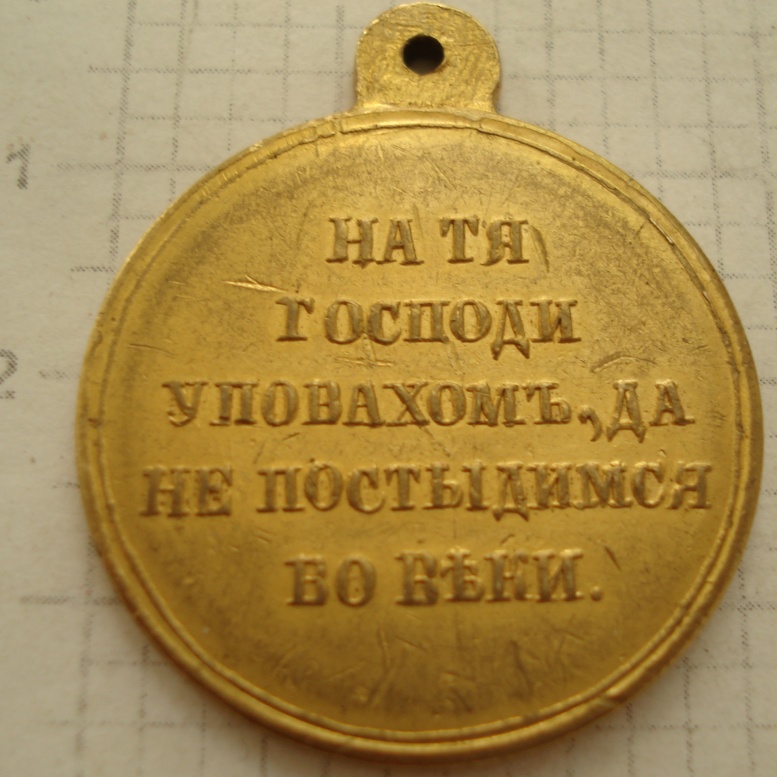 НА ТЯ
ГОСПОДИ
УПОВАХОМЪ, ДА
НЕ ПОСТЫДИМСЯ
ВО ВѢКИ.